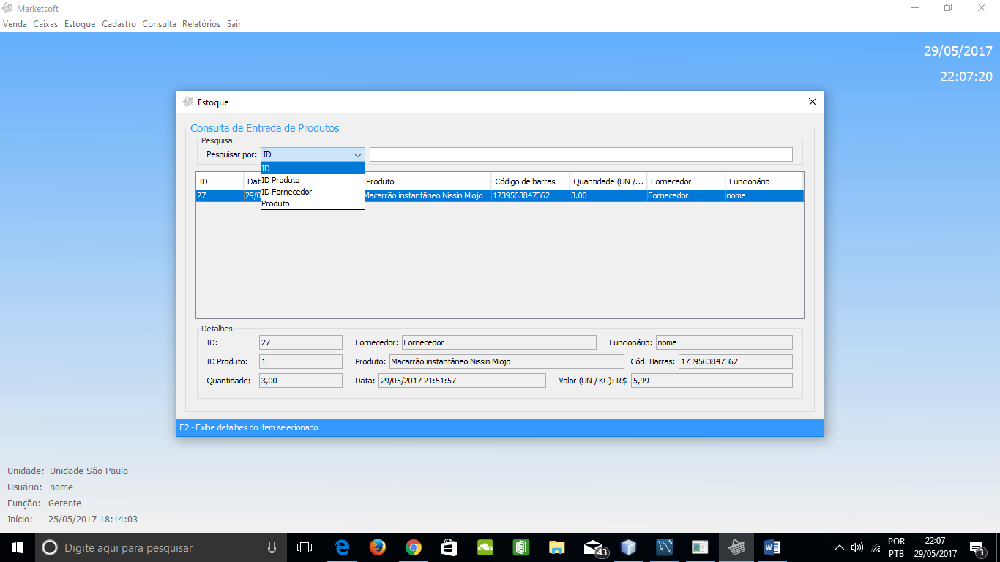 Marketsoft
Venda Caixas Estoque Cadastro Consulta Relatórios Sair
29/05/2017
22:07:20
Estoque
Consulta de Entrada de Produtos
Pesquisa
Pesquisar por: ID
ID
ID Produto
ID Fornecedor
Produto
ID Dat Produto Código de barras Quantidade (UN /... Fornecedor Funcionário
27 29/0 Macarrão instantâneo Nissin Miojo 1739563847362 3.00 Fornecedor nome
Detalhes
ID: 27 Fornecedor: Fornecedor Funcionário: nome
ID Produto: 1 Produto: Macarrão instantâneo Nissin Miojo Cód. Barras: 1739563847362
Quantidade: 3,00 Data: 29/05/2017 21:51:57 Valor (UN / KG): R$ 5,99
F2 - Exibe detalhes do item selecionado
Unidade: Unidade São Paulo
Usuário: nome
Função: Gerente
Início: 25/05/2017 18:14:03
Digite aqui para pesquisar
43
POR
PTB
22:07
29/05/2017
3